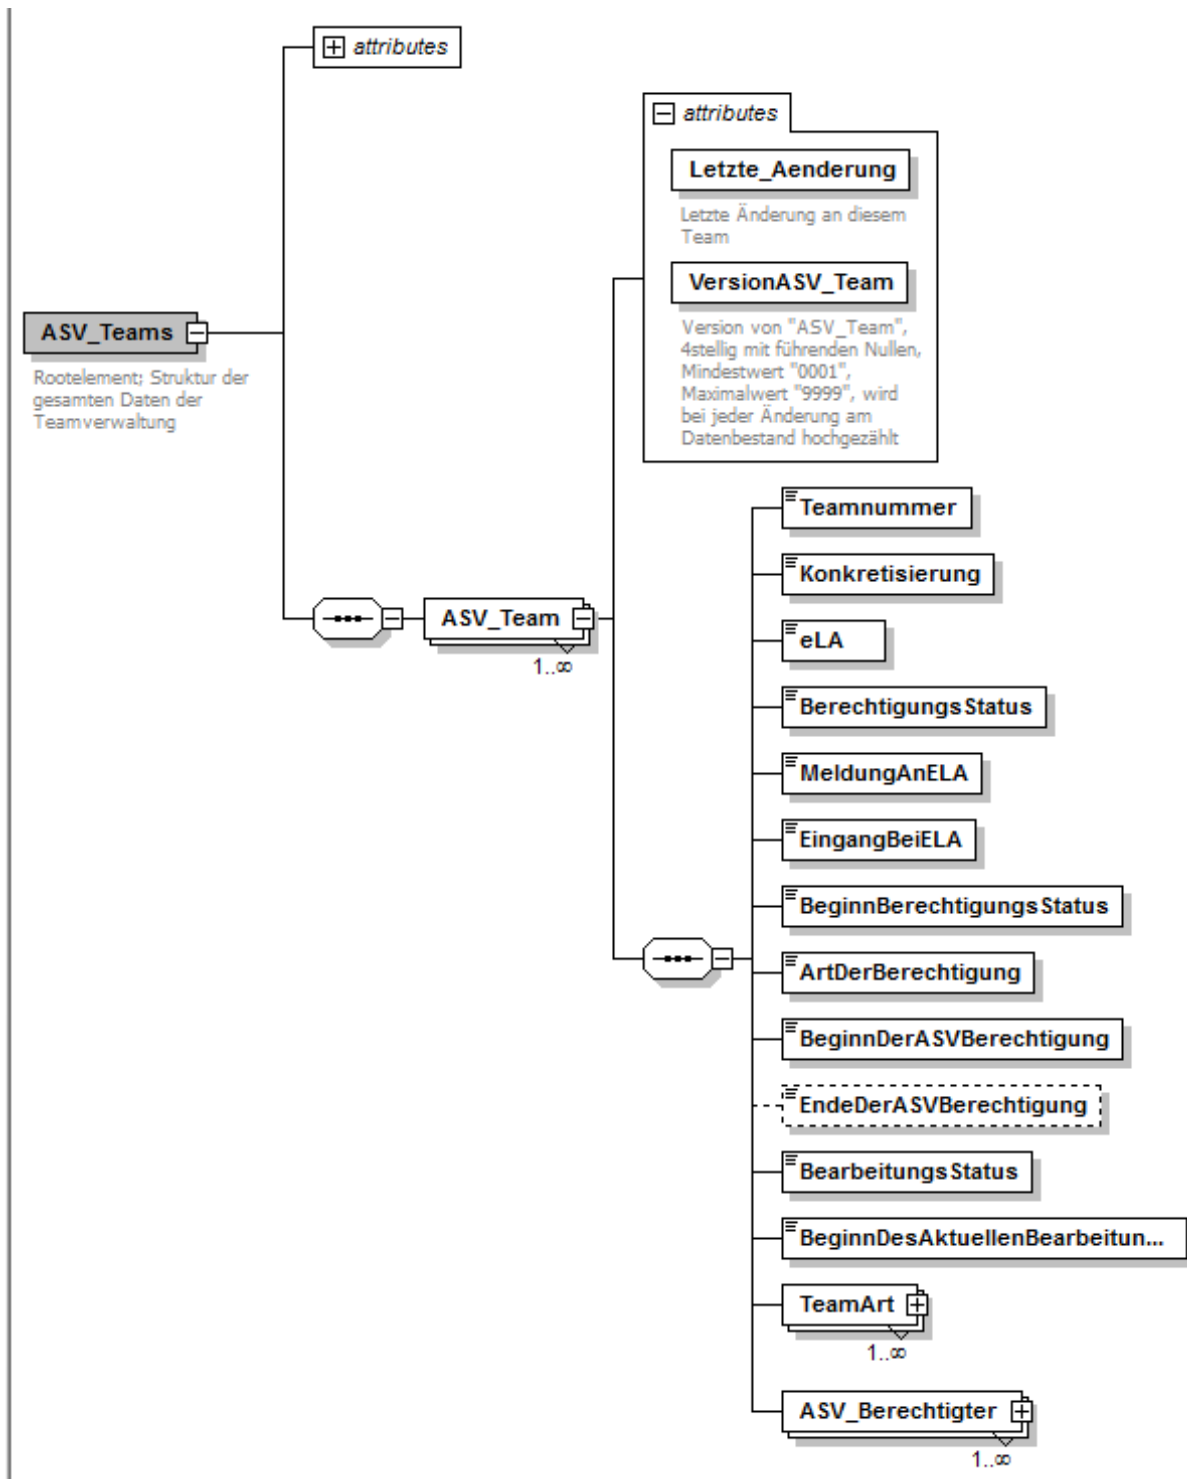 attributes
attributes
Letzte_Aenderung
Letzte Änderung an diesem
Team
VersionASV_Team
Version von "ASV_Team",
4stellig mit führenden Nullen,
Mindestwert "0001",
Maximalwert "9999", wird
bei jeder Änderung am
Datenbestand hochgezählt
ASV_Teams
Rootelement; Struktur der
gesamten Daten der
Teamverwaltung
ASV_Team
1..∞
Teamnummer
Konkretisierung
eLA
BerechtigungsStatus
MeldungAnELA
EingangBeiELA
BeginnBerechtigungsStatus
ArtDerBerechtigung
BeginnDerASVBerechtigung
EndeDerASVBerechtigung
BearbeitungsStatus
BeginnDesAktuellenBearbeitun...
TeamArt
1..∞
ASV_Berechtigter
1..∞